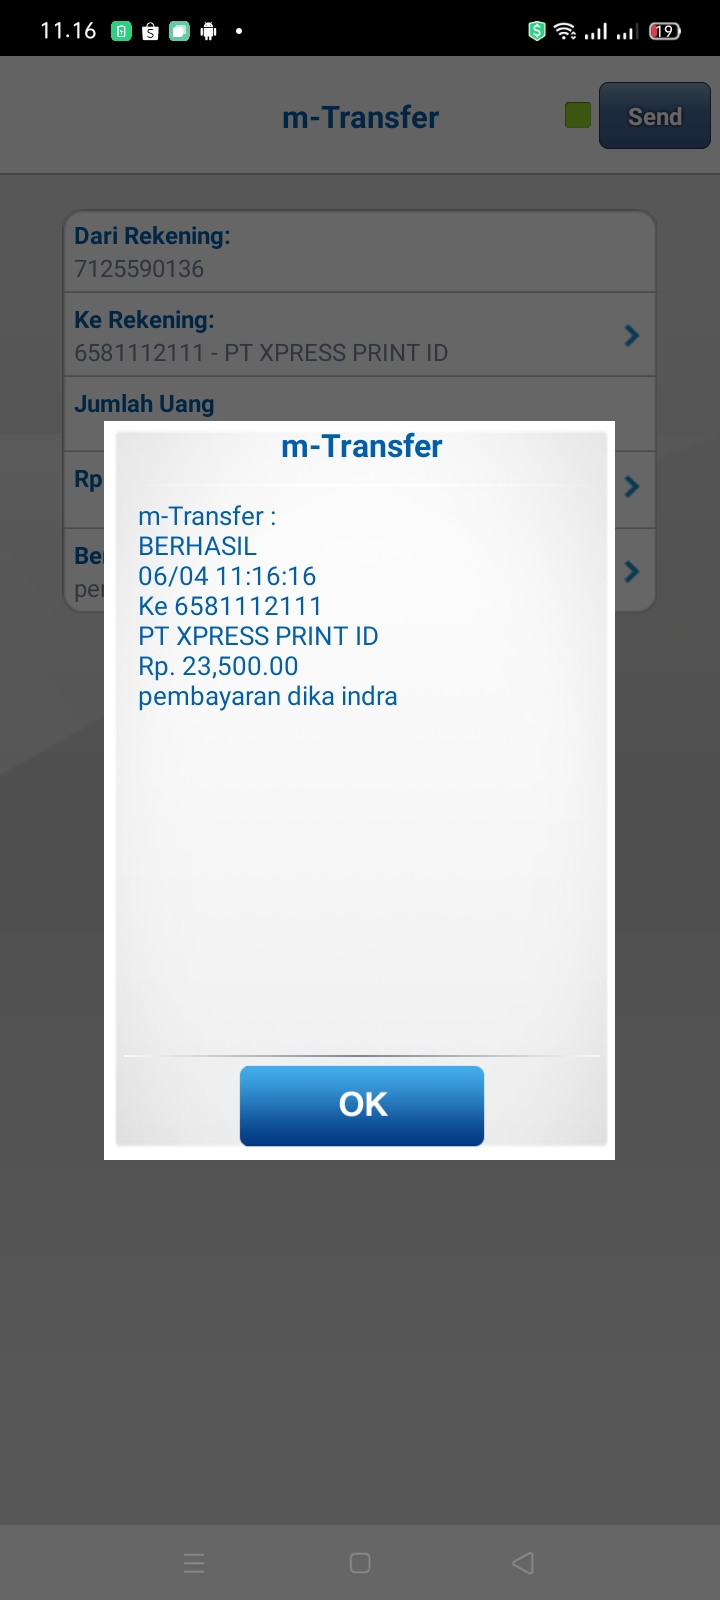 11.16
19
m-Transfer
Send
Dari Rekening:
7125590136
Ke Rekening:
6581112111 - PT XPRESS PRINT ID
Jumlah Uang
Rp
m-Transfer
m-Transfer :
BERHASIL
06/04 11:16:16
Ke 6581112111
PT XPRESS PRINT ID
Rp. 23,500.00
pembayaran dika indra
OK